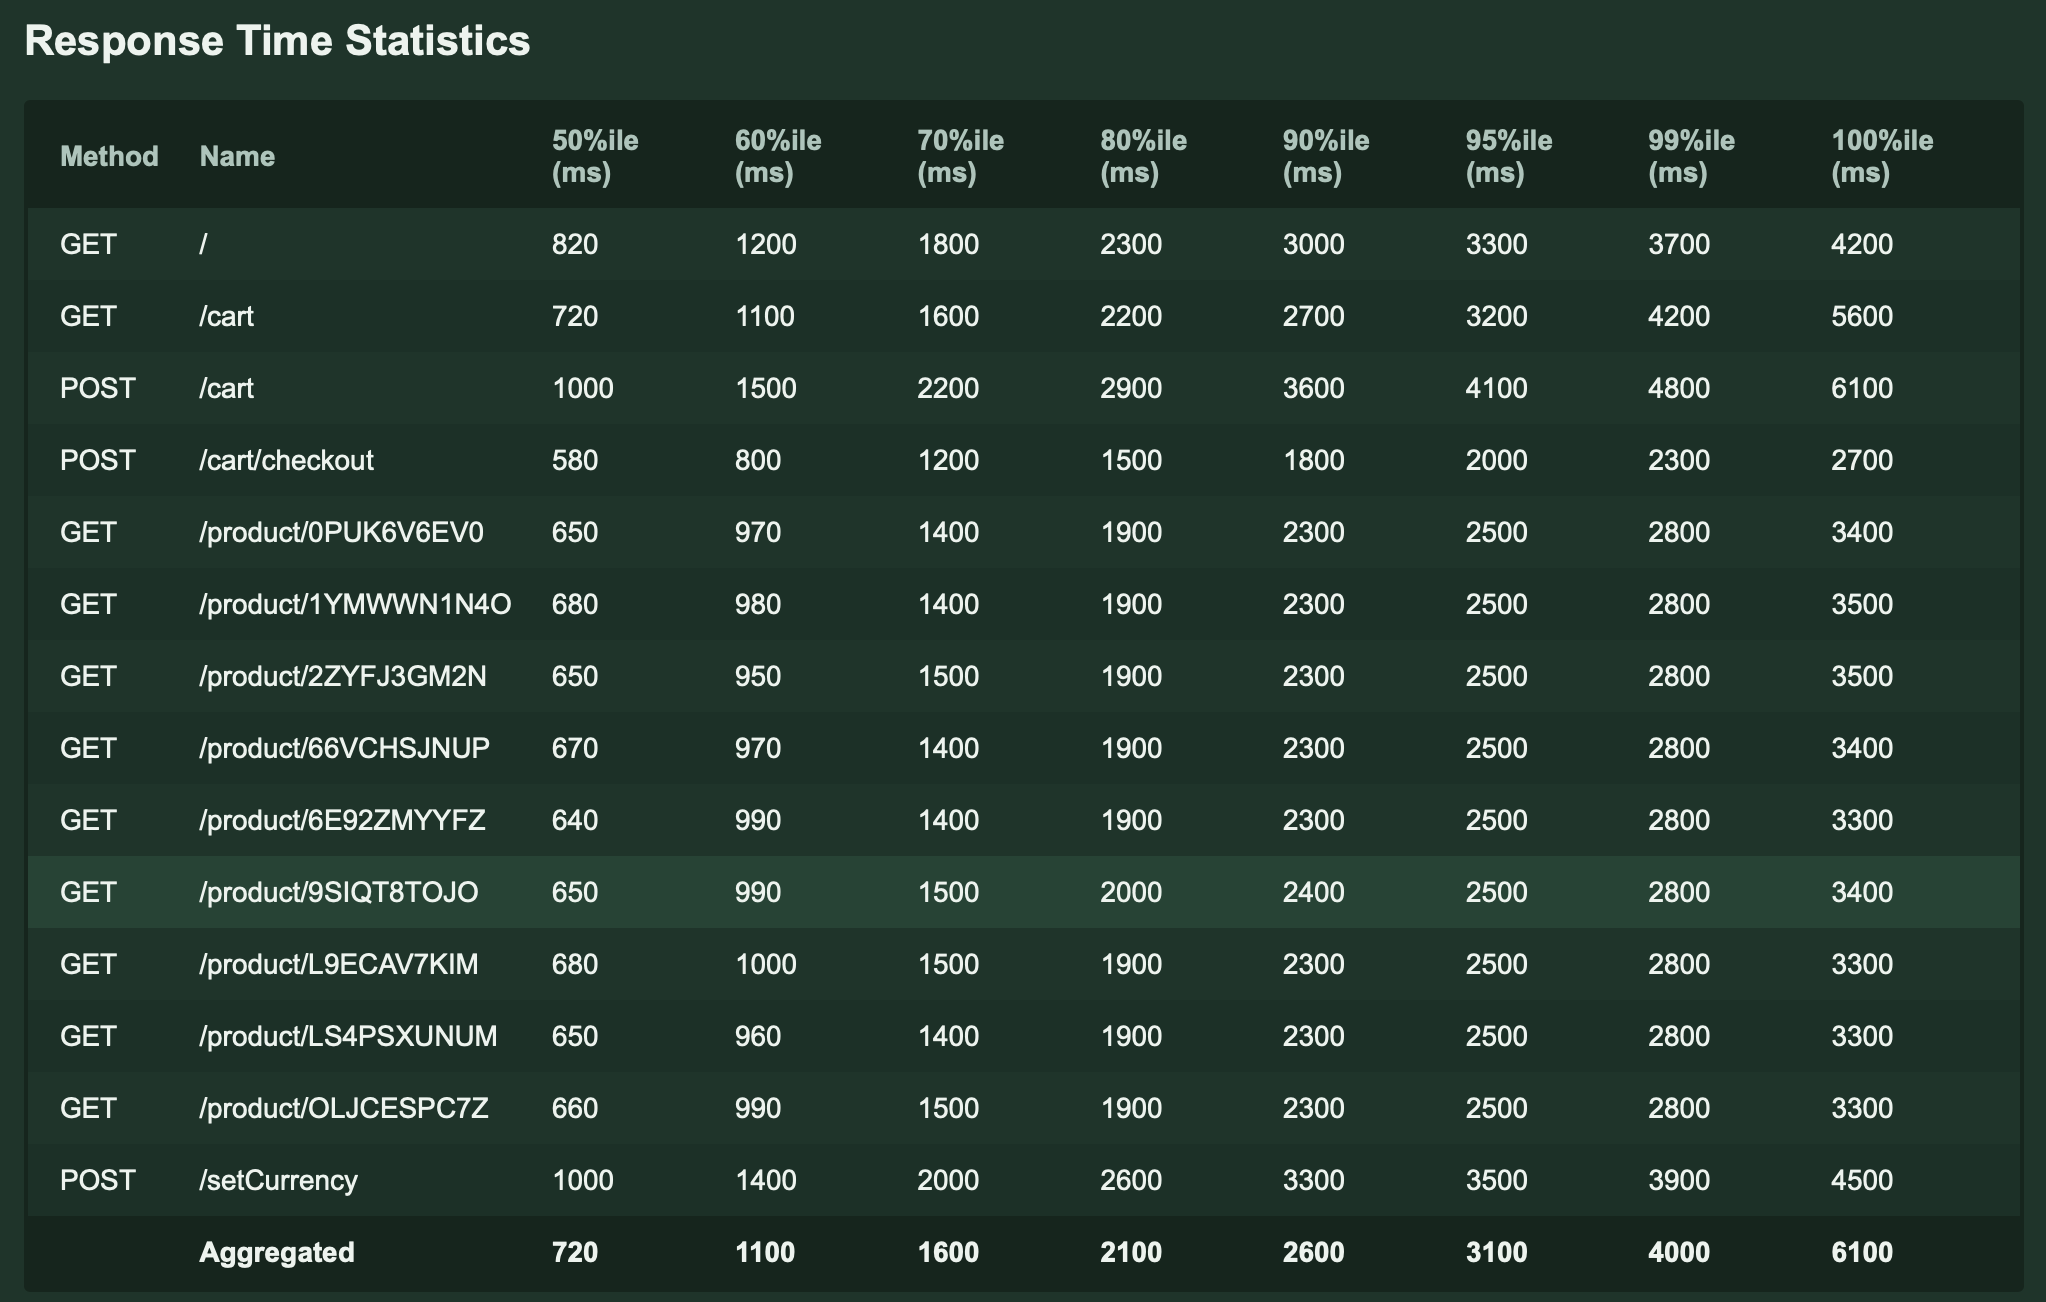 Response Time Statistics
Method Name 50%ile (ms) 60%ile (ms) 70%ile (ms) 80%ile (ms) 90%ile (ms) 95%ile (ms) 99%ile (ms) 100%ile (ms)
GET / 820 1200 1800 2300 3000 3300 3700 4200
GET /cart 720 1100 1600 2200 2700 3200 4200 5600
POST /cart 1000 1500 2200 2900 3600 4100 4800 6100
POST /cart/checkout 580 800 1200 1500 1800 2000 2300 2700
GET /product/0PUK6V6EV0 650 970 1400 1900 2300 2500 2800 3400
GET /product/1YMWWN1N4O 680 980 1400 1900 2300 2500 2800 3500
GET /product/2ZYFJ3GM2N 650 950 1500 1900 2300 2500 2800 3500
GET /product/66VCHSJNUP 670 970 1400 1900 2300 2500 2800 3400
GET /product/6E92ZMYYFZ 640 990 1400 1900 2300 2500 2800 3300
GET /product/9SIQT8TOJO 650 990 1500 2000 2400 2500 2800 3400
GET /product/L9ECAV7KIM 680 1000 1500 1900 2300 2500 2800 3300
GET /product/LS4PSXUNUM 650 960 1400 1900 2300 2500 2800 3300
GET /product/OLJCESPC7Z 660 990 1500 1900 2300 2500 2800 3300
POST /setCurrency 1000 1400 2000 2600 3300 3500 3900 4500
Aggregated 720 1100 1600 2100 2600 3100 4000 6100